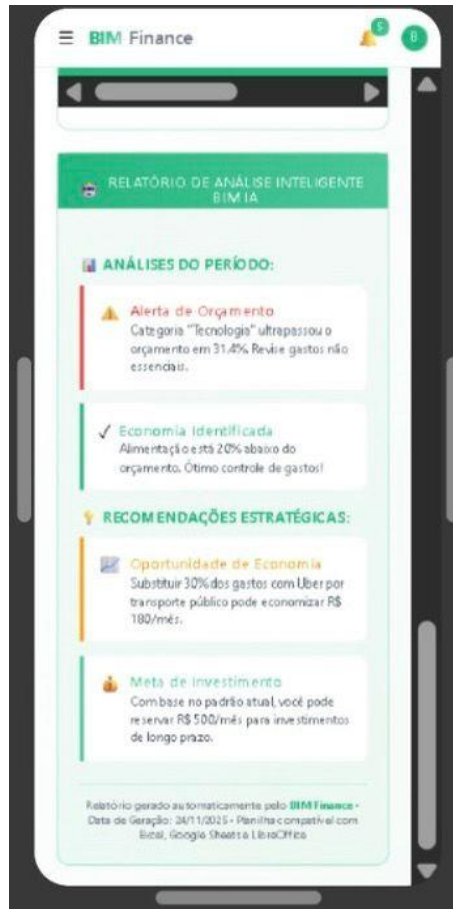 BIM Finance
5
B
RELATÓRIO DE ANÁLISE INTELIGENTE
BIM IA
ANÁLISES DO PERÍODO:
Alerta de Orçamento
Categoria "Tecnologia" ultrapassou o
orçamento em 31.4%. Revise gastos não
essenciais.
Economia Identificada
Alimentação está 20% abaixo do
orçamento. Ótimo controle de gastos!
RECOMENDAÇÕES ESTRATÉGICAS:
Oportunidade de Economia
Substituir 30% dos gastos com Uber por
transporte público pode economizar R$
180/mês.
Meta de Investimento
Com base no padrão atual, você pode
reservar R$ 500/mês para investimentos
de longo prazo.
Relatório gerado automaticamente pelo BIM Finance •
Data de Geração: 24/11/2025 • Planilha compatível com
Excel, Google Sheets e LibreOffice